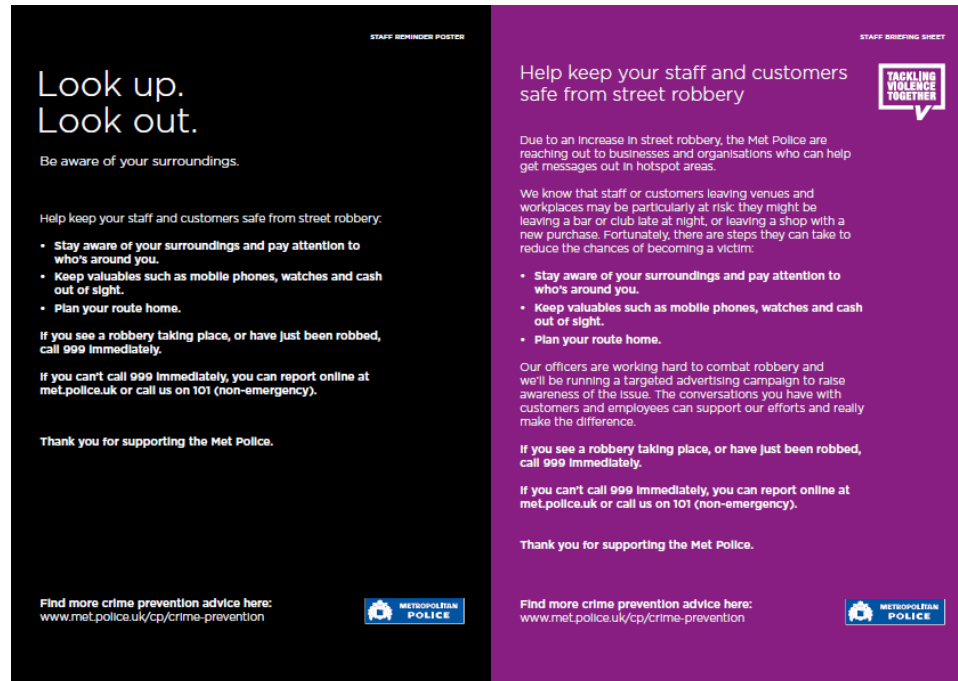 STAFF REMINDER POSTER
Look up.
Look out.
Be aware of your surroundings.
Help keep your staff and customers safe from street robbery:
• Stay aware of your surroundings and pay attention to
who's around you.
• Keep valuables such as mobile phones, watches and cash
out of sight.
• Plan your route home.
If you see a robbery taking place, or have just been robbed,
call 999 immediately.
If you can't call 999 immediately, you can report online at
met.police.uk or call us on 101 (non-emergency).
Thank you for supporting the Met Police.
Find more crime prevention advice here:
www.met.police.uk/cp/crime-prevention
METROPOLITAN
POLICE
STAFF BRIEFING SHEET
Help keep your staff and customers
safe from street robbery
TACKLING
VIOLENCE
TOGETHER
Due to an increase in street robbery, the Met Police are
reaching out to businesses and organisations who can help
get messages out in hotspot areas.
We know that staff or customers leaving venues and
workplaces may be particularly at risk: they might be
leaving a bar or club late at night, or leaving a shop with a
new purchase. Fortunately, there are steps they can take to
reduce the chances of becoming a victim:
• Stay aware of your surroundings and pay attention to
who's around you.
• Keep valuables such as mobile phones, watches and cash
out of sight.
• Plan your route home.
Our officers are working hard to combat robbery and
we'll be running a targeted advertising campaign to raise
awareness of the issue. The conversations you have with
customers and employees can support our efforts and really
make the difference.
If you see a robbery taking place, or have just been robbed,
call 999 immediately.
If you can't call 999 immediately, you can report online at
met.police.uk or call us on 101 (non-emergency).
Thank you for supporting the Met Police.
Find more crime prevention advice here:
www.met.police.uk/cp/crime-prevention
METROPOLITAN
POLICE